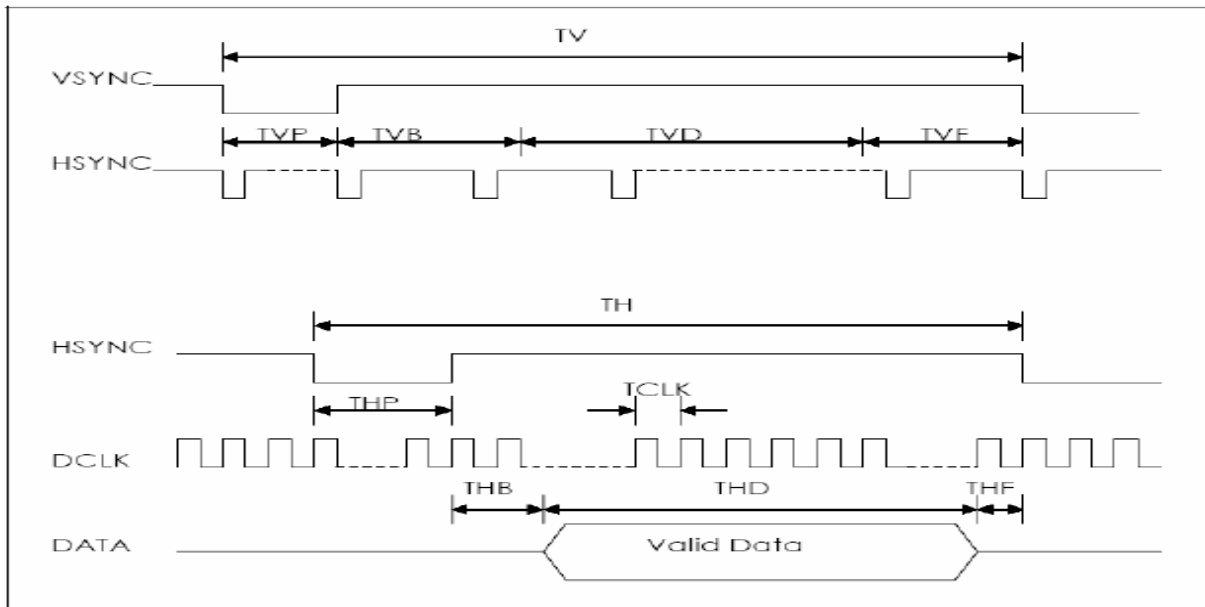 TV
VSYNC
TVP TVB TVD TVF
HSYNC
TH
HSYNC
TCLK
THP
DCLK
THB THD THF
DATA Valid Data